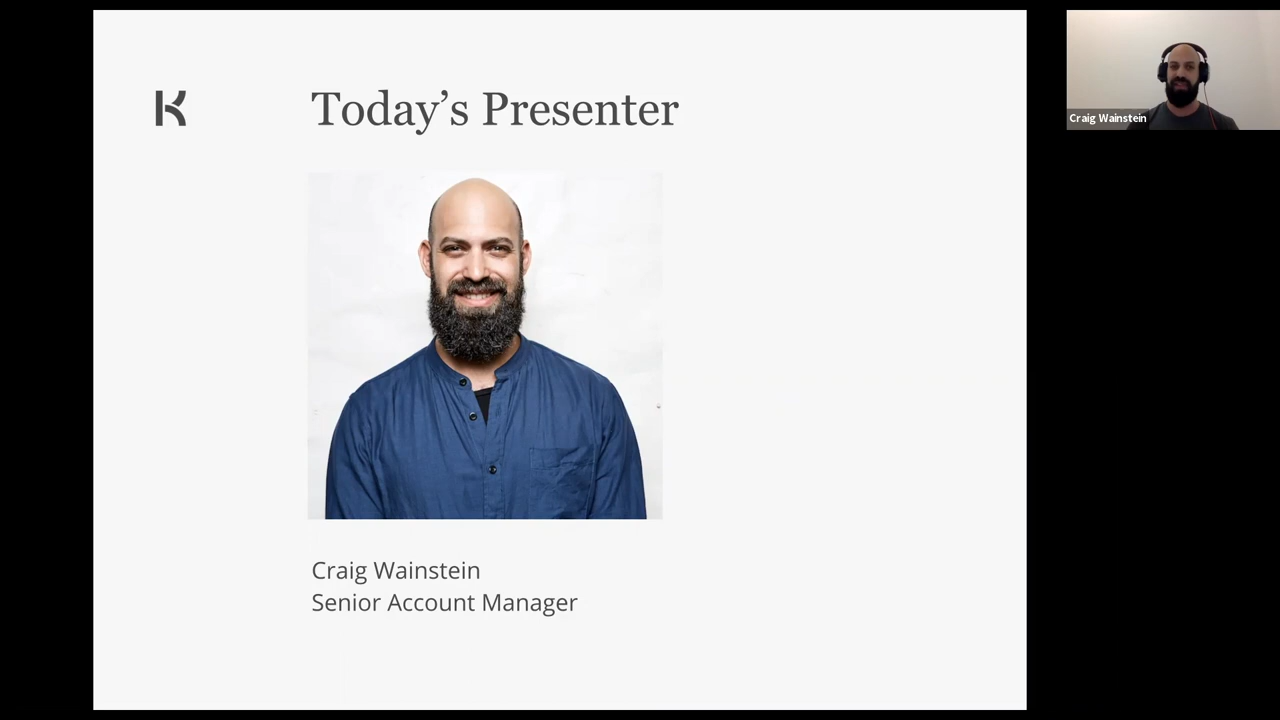 Today’s Presenter
Craig Wainstein
Craig Wainstein
Senior Account Manager